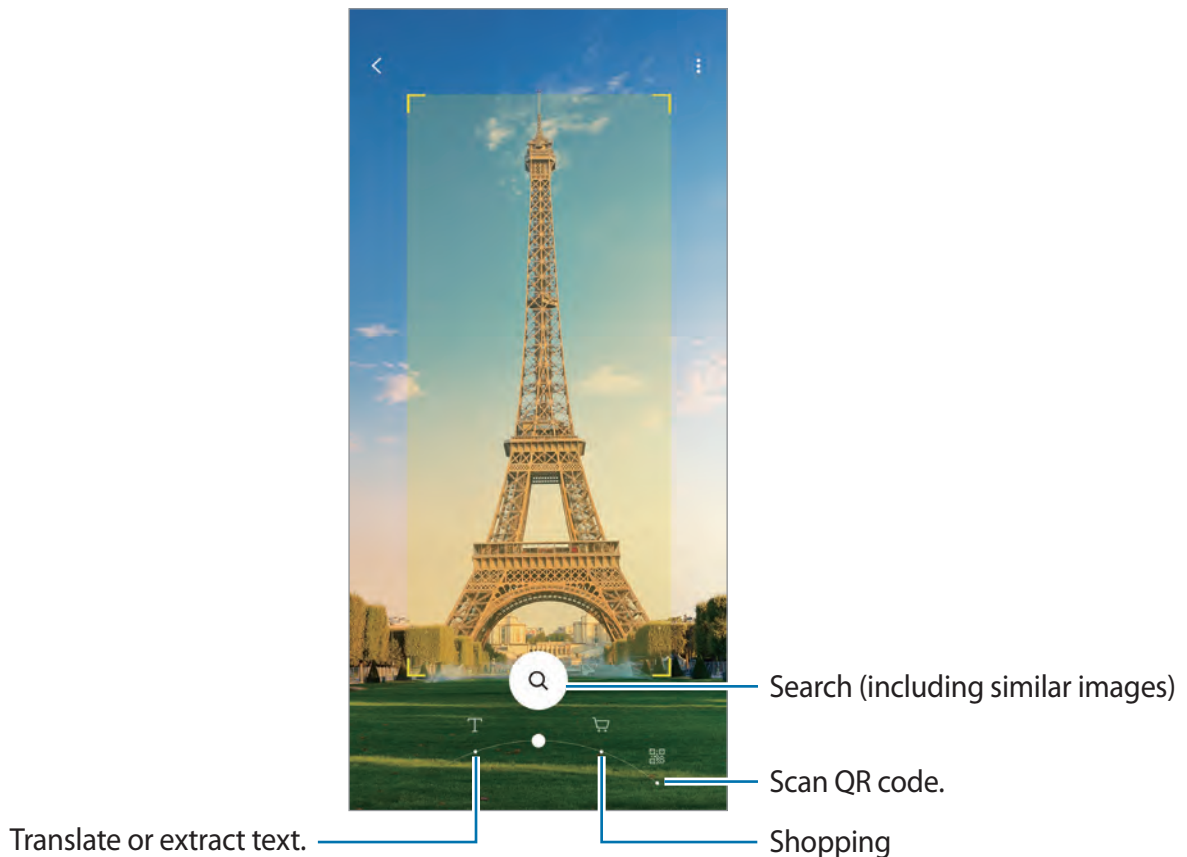 T
Search (including similar images)
Scan QR code.
Translate or extract text.
Shopping